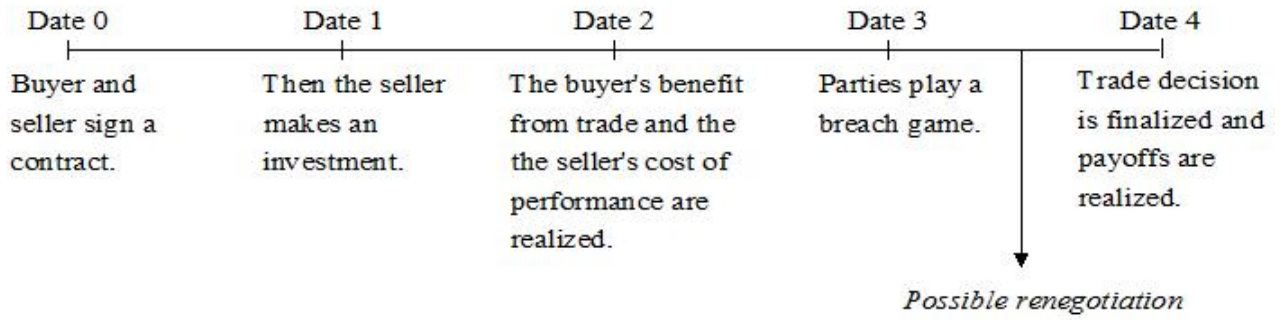 Date 0
Date 1
Date 2
Date 3
Date 4
Buyer and
seller sign a
contract.
Then the seller
makes an
investment.
The buyer's benefit
from trade and the
the seller's cost of
performance are
realized.
Parties play a
breach game.
Trade decision
is finalized and
payoffs are
realized.
Possible renegotiation